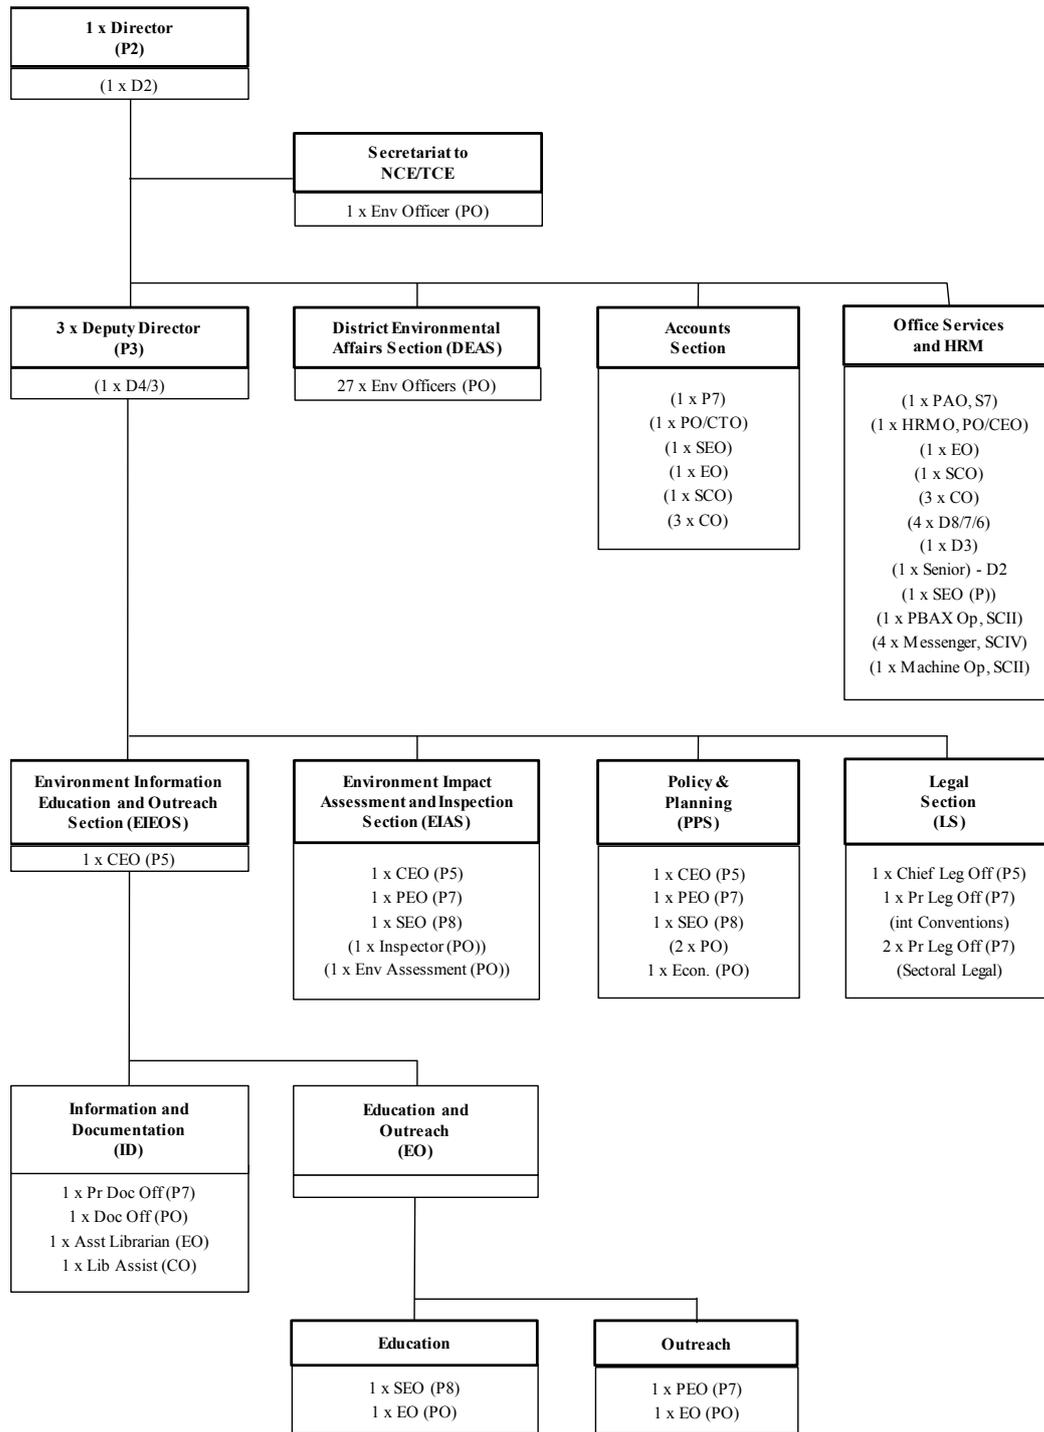 1 x Director
(P2)
(1 x D2)
Secretariat to
NCE/TCE
1 x Env Officer (PO)
3 x Deputy Director
(P3)
(1 x D4/3)
District Environmental
Affairs Section (DEAS)
27 x Env Officers (PO)
Accounts
Section
(1 x P7)
(1 x PO/CTO)
(1 x SEO)
(1 x EO)
(1 x SCO)
(3 x CO)
Office Services
and HRM
(1 x PAO, S7)
(1 x HRMO, PO/CEO)
(1 x EO)
(1 x SCO)
(3 x CO)
(4 x D8/7/6)
(1 x D3)
(1 x Senior) - D2
(1 x SEO (P))
(1 x PBAX Op, SCII)
(4 x Messenger, SCIV)
(1 x Machine Op, SCII)
Environment Information
Education and Outreach
Section (EIEOS)
1 x CEO (P5)
Environment Impact
Assessment and Inspection
Section (EIAS)
1 x CEO (P5)
1 x PEO (P7)
1 x SEO (P8)
(1 x Inspector (PO))
(1 x Env Assessment (PO))
Policy &
Planning
(PPS)
1 x CEO (P5)
1 x PEO (P7)
1 x SEO (P8)
(2 x PO)
1 x Econ. (PO)
Legal
Section
(LS)
1 x Chief Leg Off (P5)
1 x Pr Leg Off (P7)
(int Conventions)
2 x Pr Leg Off (P7)
(Sectoral Legal)
Information and
Documentation
(ID)
1 x Pr Doc Off (P7)
1 x Doc Off (PO)
1 x Asst Librarian (EO)
1 x Lib Assist (CO)
Education and
Outreach
(EO)
Education
1 x SEO (P8)
1 x EO (PO)
Outreach
1 x PEO (P7)
1 x EO (PO)